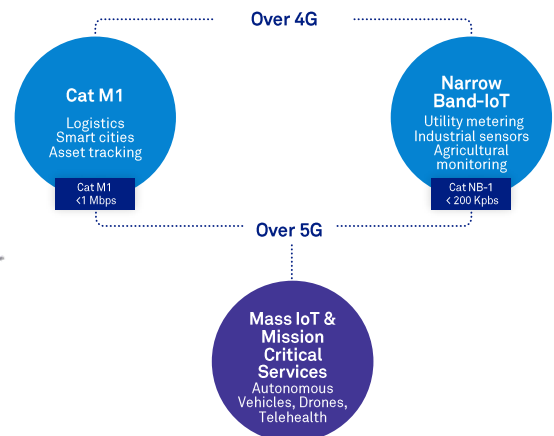 Over 4G
Cat M1
Logistics
Smart cities
Asset tracking
Cat M1
<1 Mbps
Narrow
Band-IoT
Utility metering
Industrial sensors
Agricultural
monitoring
Cat NB-1
< 200 Kpbs
Over 5G
Mass IoT &
Mission
Critical
Services
Autonomous
Vehicles, Drones,
Telehealth